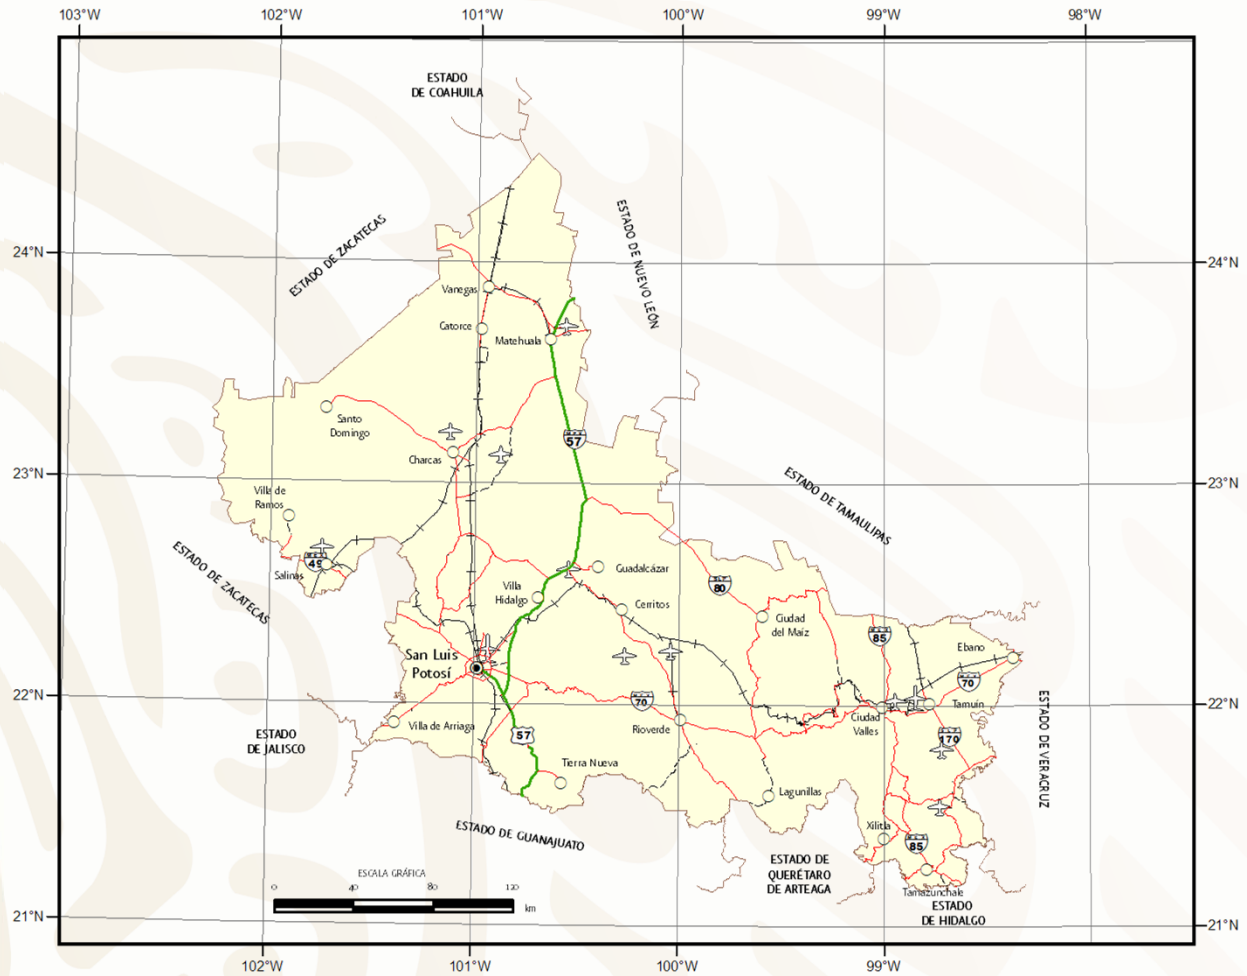 103°W
102°W
101°W
100°W
99°W
98°W
ESTADO
DE COAHUILA
ESTADO DE ZACATECAS
ESTADO DE NUEVO LEÓN
24°N
24°N
Vanegas
Catorce
Matehuala
Santo
Domingo
57
Charcas
23°N
23°N
Villa de
Ramos
ESTADO DE TAMAULIPAS
ESTADO DE ZACATECAS
49
Salinas
Guadalcázar
Villa
Hidalgo
80
Cerritos
Ciudad
del Maíz
85
San Luis
Potosí
Ebano
70
22°N
22°N
70
Tamuín
Villa de Arriaga
Rioverde
Ciudad
Valles
ESTADO
DE JALISCO
57
170
ESTADO DE VERACRUZ
Tierra Nueva
Lagunillas
ESTADO DE GUANAJUATO
Xilitla
85
ESTADO DE
QUERÉTARO
DE ARTEAGA
ESCALA GRÁFICA
0
40
80
120
km
Tamazunchale
ESTADO
DE HIDALGO
21°N
21°N
102°W
101°W
100°W
99°W